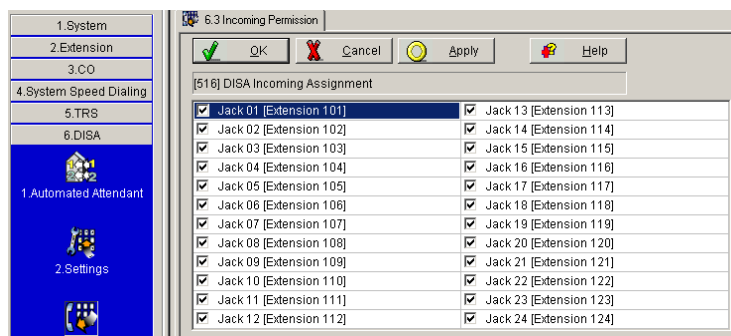 1.System
2.Extension
3.CO
4.System Speed Dialing
5.TRS
6.DISA
1.Automated Attendant
2.Settings
6.3 Incoming Permission
OK Cancel Apply Help
[516] DISA Incoming Assignment
Jack 01 [Extension 101] Jack 13 [Extension 113]
Jack 02 [Extension 102] Jack 14 [Extension 114]
Jack 03 [Extension 103] Jack 15 [Extension 115]
Jack 04 [Extension 104] Jack 16 [Extension 116]
Jack 05 [Extension 105] Jack 17 [Extension 117]
Jack 06 [Extension 106] Jack 18 [Extension 118]
Jack 07 [Extension 107] Jack 19 [Extension 119]
Jack 08 [Extension 108] Jack 20 [Extension 120]
Jack 09 [Extension 109] Jack 21 [Extension 121]
Jack 10 [Extension 110] Jack 22 [Extension 122]
Jack 11 [Extension 111] Jack 23 [Extension 123]
Jack 12 [Extension 112] Jack 24 [Extension 124]